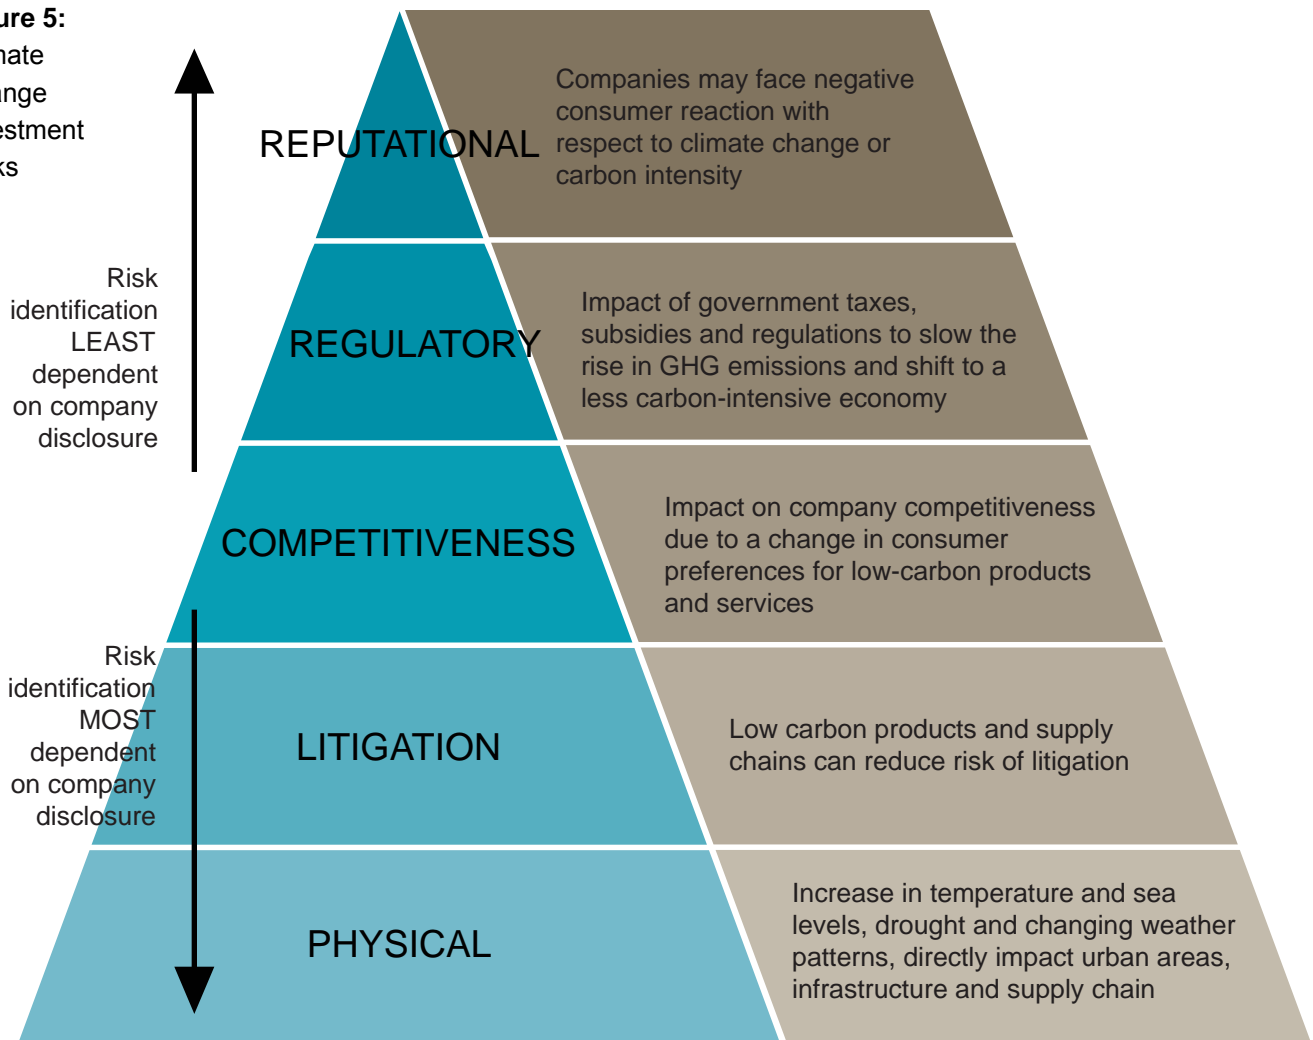 ure 5:
mate
ange
estment
ks
REPUTATIONAL
Companies may face negative
consumer reaction with
respect to climate change or
carbon intensity
Risk
identification
LEAST
dependent
on company
disclosure
REGULATORY
Impact of government taxes,
subsidies and regulations to slow the
rise in GHG emissions and shift to a
less carbon-intensive economy
COMPETITIVENESS
Impact on company competitiveness
due to a change in consumer
preferences for low-carbon products
and services
Risk
identification
MOST
dependent
on company
disclosure
LITIGATION
Low carbon products and supply
chains can reduce risk of litigation
PHYSICAL
Increase in temperature and sea
levels, drought and changing weather
patterns, directly impact urban areas,
infrastructure and supply chain